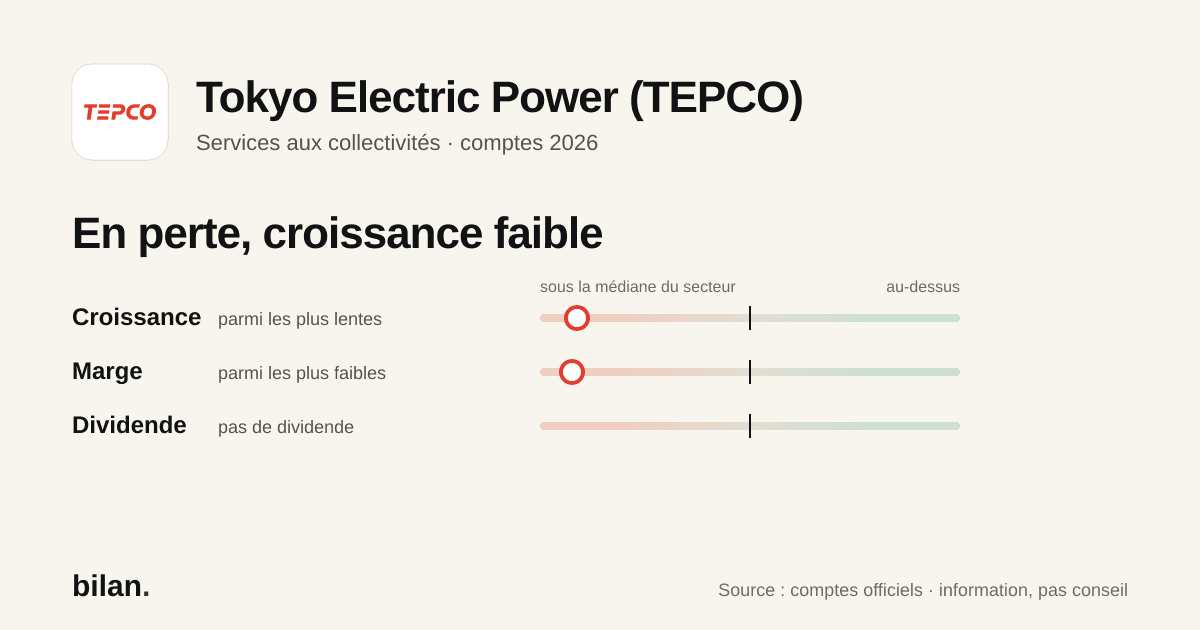 TEPCO
Tokyo Electric Power (TEPCO)
Services aux collectivités · comptes 2026
En perte, croissance faible
sous la médiane du secteur au-dessus
Croissance parmi les plus lentes
Marge parmi les plus faibles
Dividende pas de dividende
bilan.
Source : comptes officiels · information, pas conseil